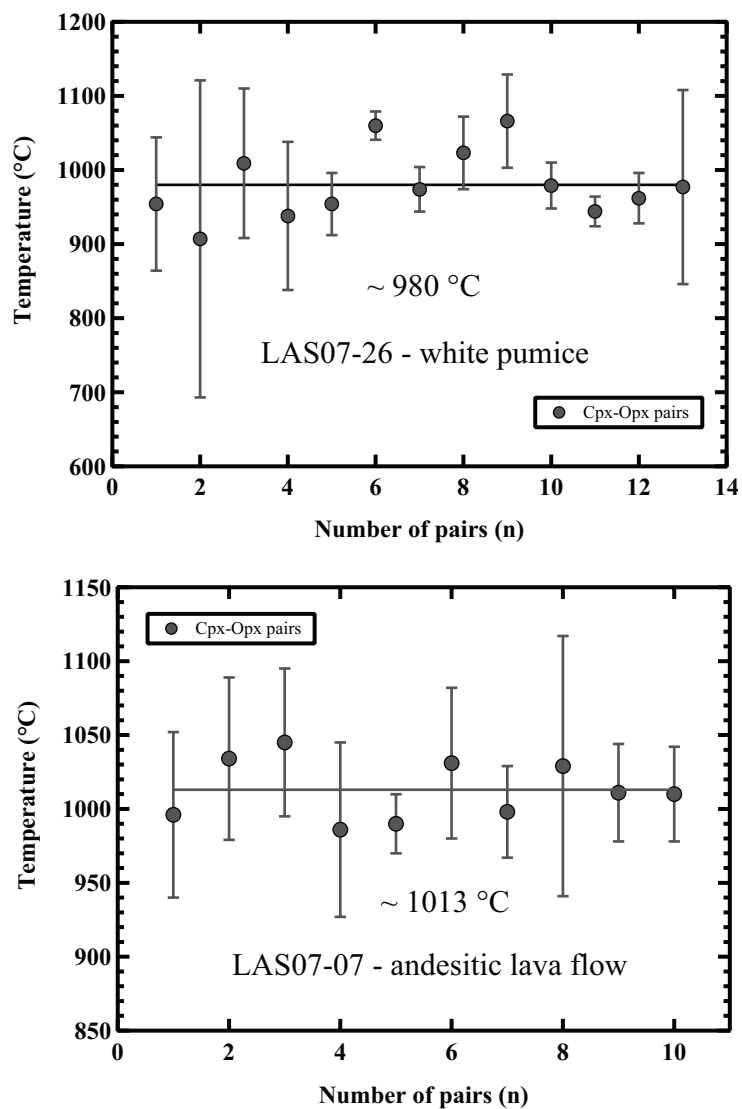 1200
1100
1000
900
800
700
600
Temperature (°C)
~ 980 °C
LAS07-26 - white pumice
Cpx-Opx pairs
0 2 4 6 8 10 12 14
Number of pairs (n)
1150
1100
1050
1000
950
900
850
Temperature (°C)
Cpx-Opx pairs
~ 1013 °C
LAS07-07 - andesitic lava flow
0 2 4 6 8 10
Number of pairs (n)